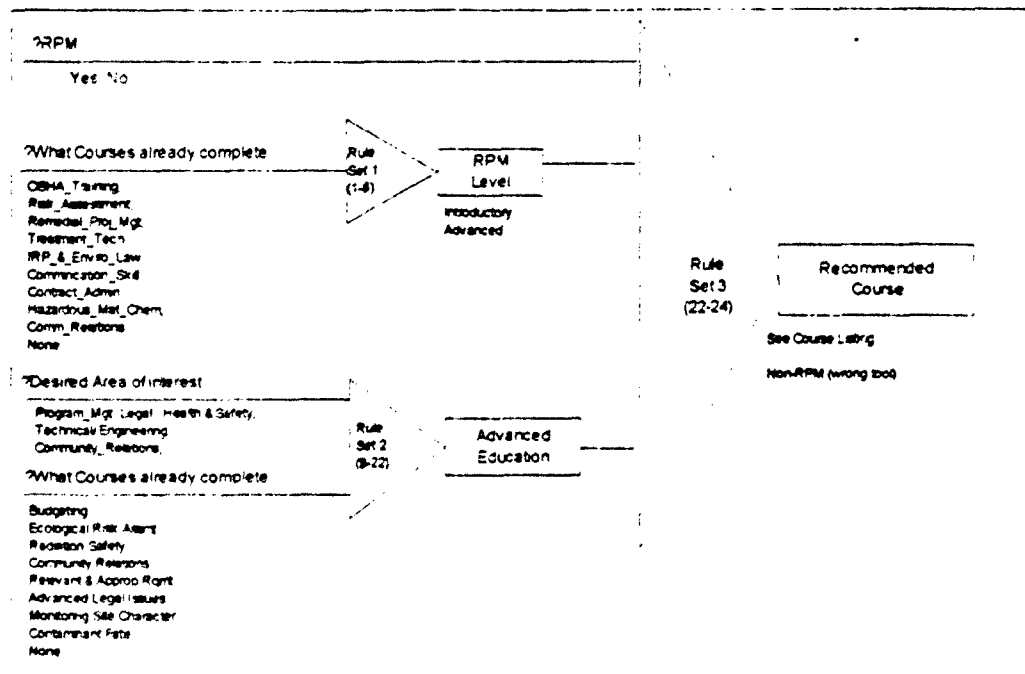 ?RPM
Yes No
?What Courses already complete
OSHA_Training,
Risk_Assessment,
Remedial_Proj_Mgt,
Treatment_Tech
IRP_&_Enviro_Law
Commincation_Skill
Contract_Admin
Hazardous_Mat_Chem,
Comm_Relations
None
Rule
Set 1
RPM
Level
Introductory
Advanced
?Desired Area of interest
Program_Mgt, Legal, Health & Safety,
Technical/Engineering
Community_Relations,
?What Courses already complete
Budgeting
Ecological Risk
Radiation Safety
Community Relations
Relevant & Approp Rqmt
Advanced Legal Issues
Monitoring Site Character
Contaminant Fate
None
Rule
Set 2
(9-22)
Advanced
Education
Rule
Set 3
(22-24)
Recommended
Course
See Course Listing
Non-RPM (wrong tool)